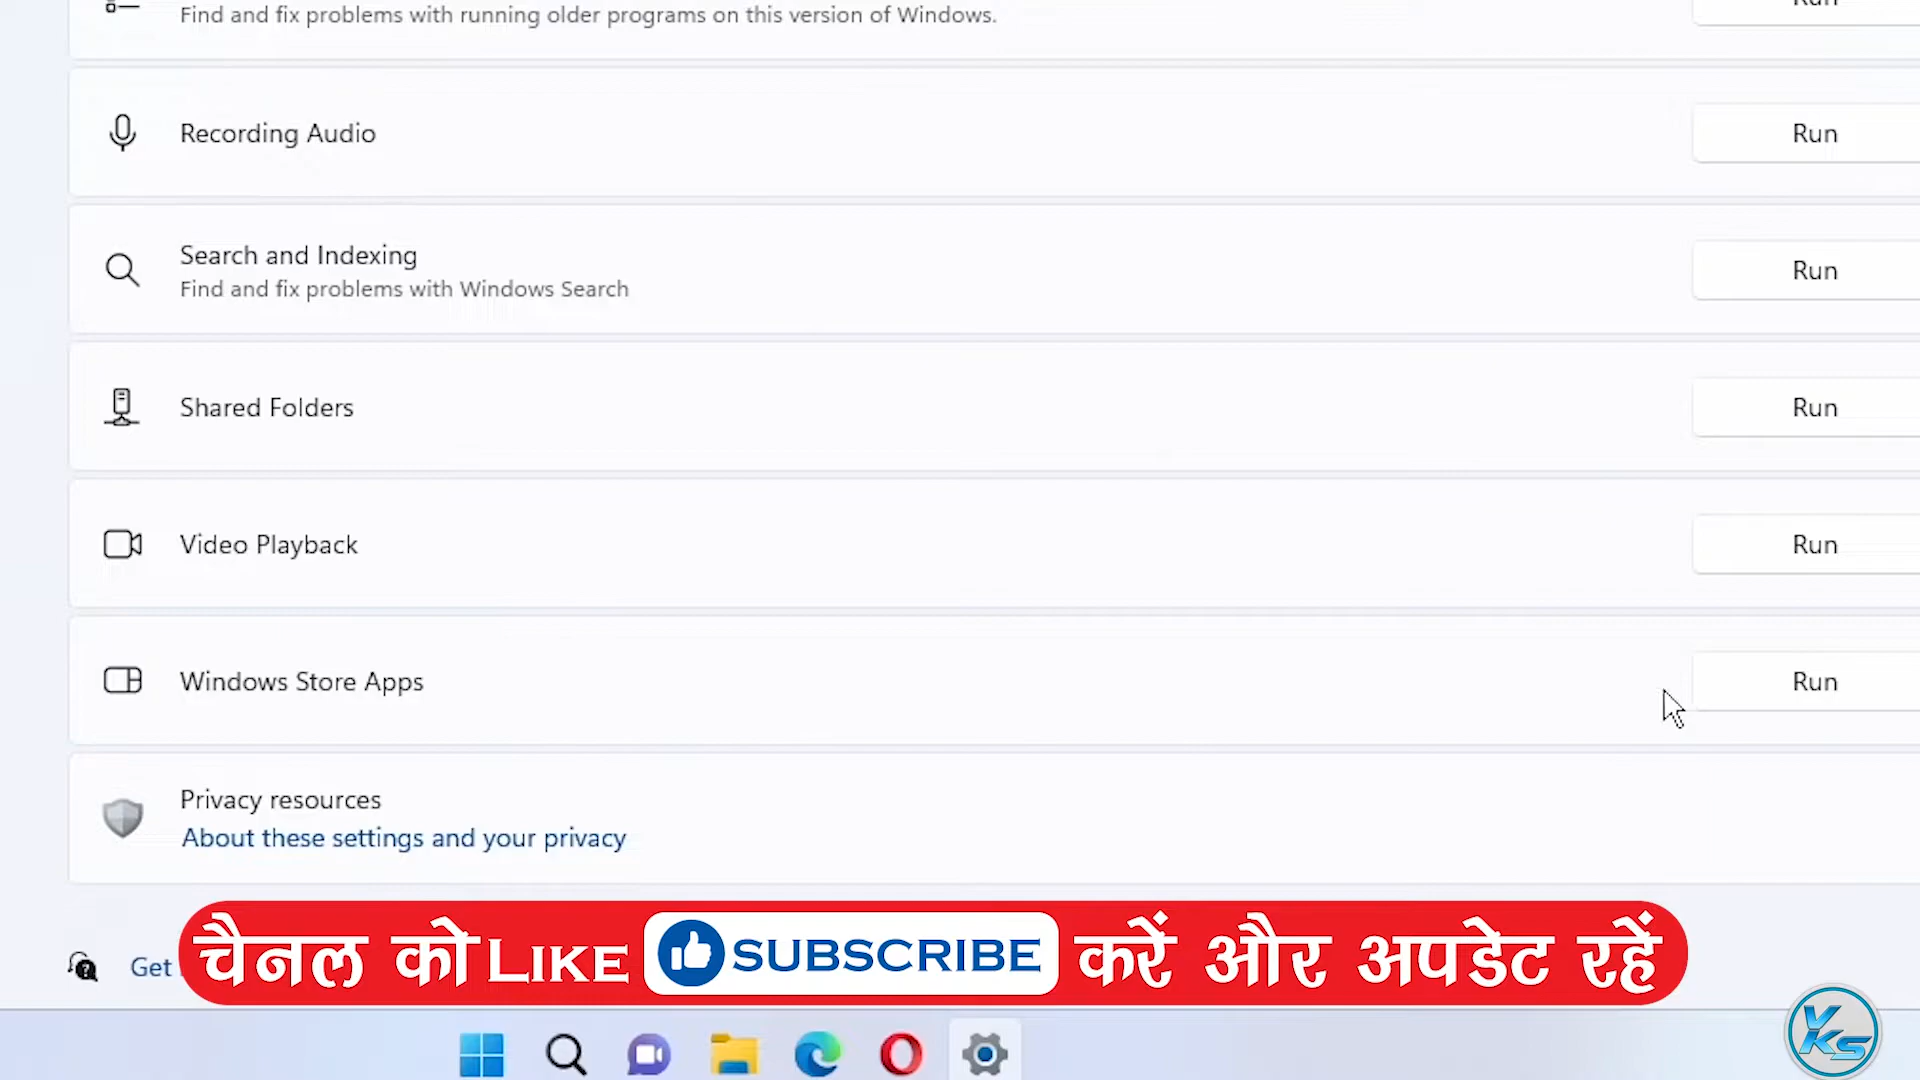 Find and fix problems with running older programs on this version of Windows.
Run
Recording Audio
Run
Search and Indexing
Find and fix problems with Windows Search
Run
Shared Folders
Run
Video Playback
Run
Windows Store Apps
Run
Privacy resources
About these settings and your privacy
Get
चैनल को LIKE SUBSCRIBE करें और अपडेट रहें
VKS